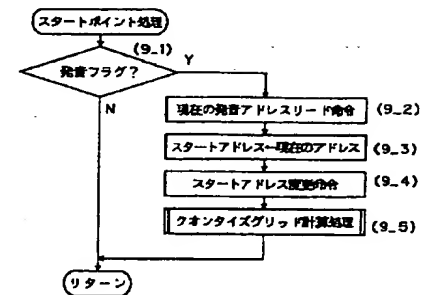 スタートポイント処理
(9_1)
発音フラグ?
Y
N
現在の発音アドレスリード命令 (9_2)
スタートアドレス←現在のアドレス (9_3)
スタートアドレス変更命令 (9_4)
クオンタイズグリッド計算処理 (9_5)
リターン